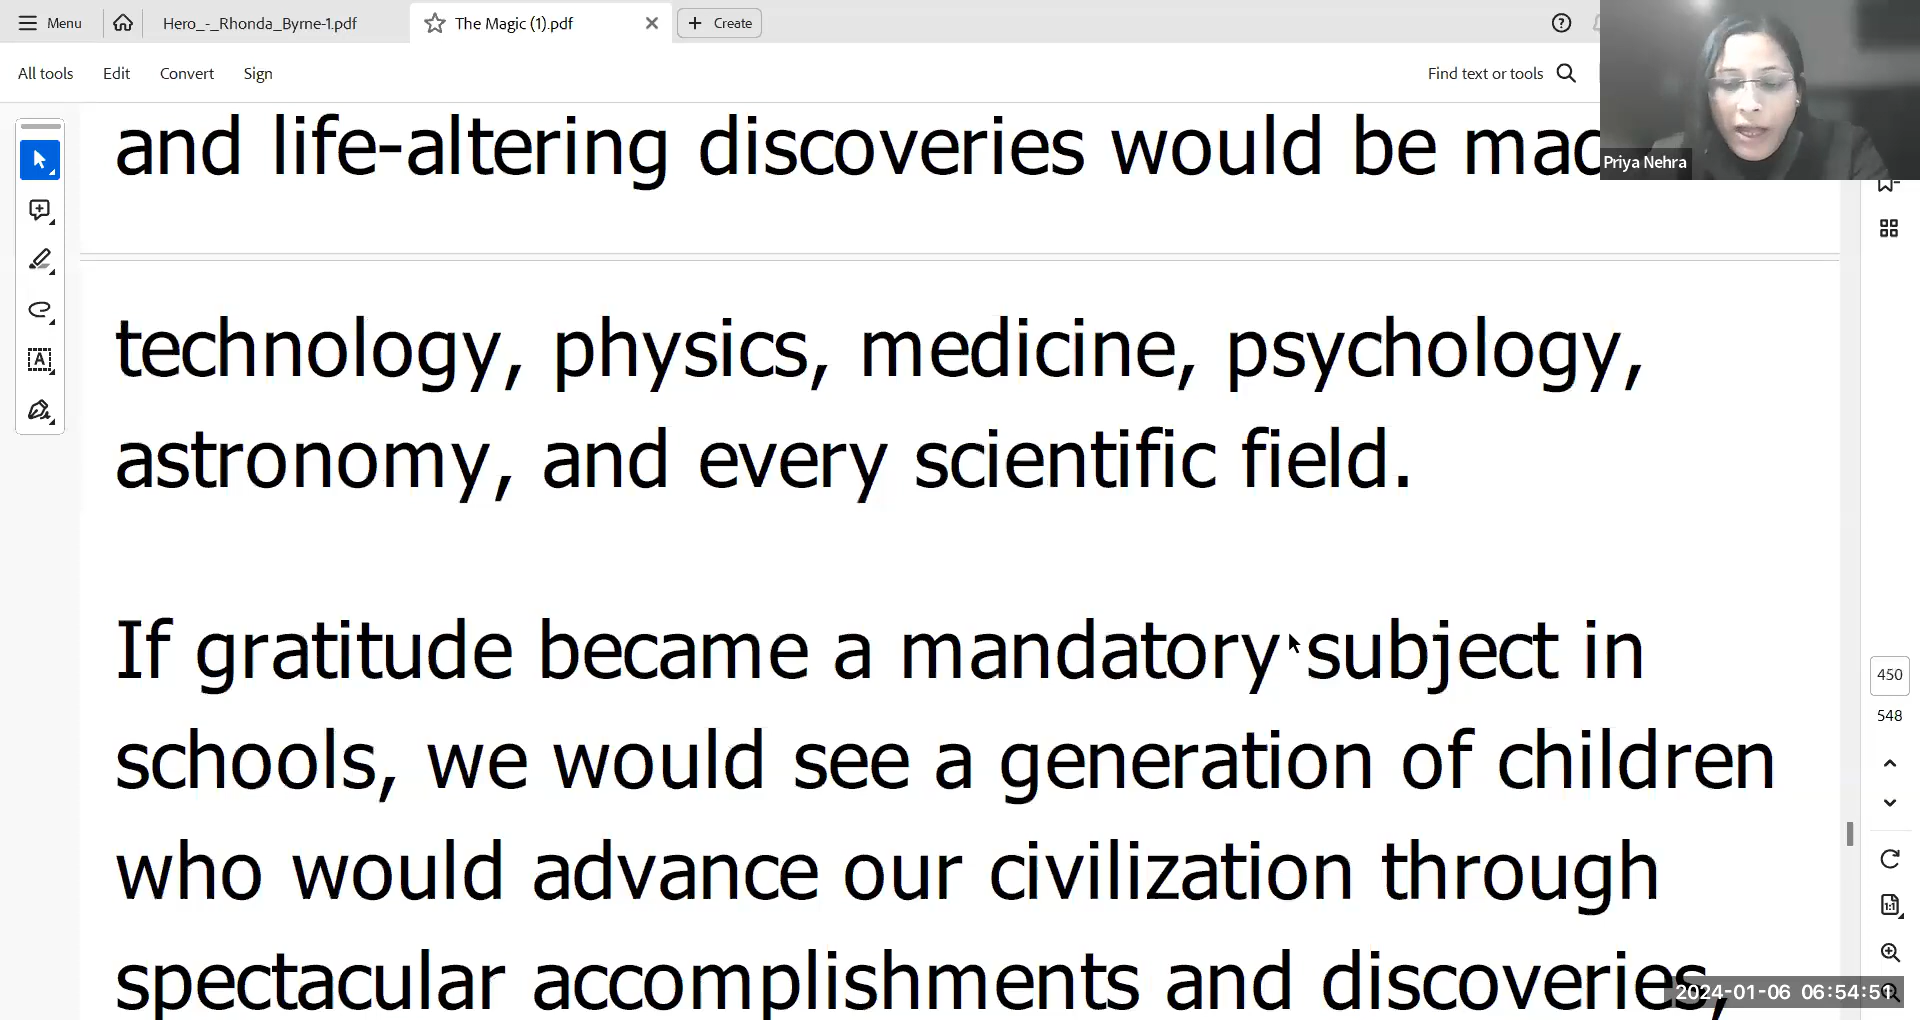 Menu
Hero_-_Rhonda_Byrne-1.pdf
The Magic (1).pdf
Create
All tools
Edit
Convert
Sign
Find text or tools
Priya Nehra
and life-altering discoveries would be
technology, physics, medicine, psychology,
astronomy, and every scientific field.
If gratitude became a mandatory subject in
schools, we would see a generation of children
who would advance our civilization through
spectacular accomplishments and discoveries,
450
548
1:1
2024-01-06 06:54:51